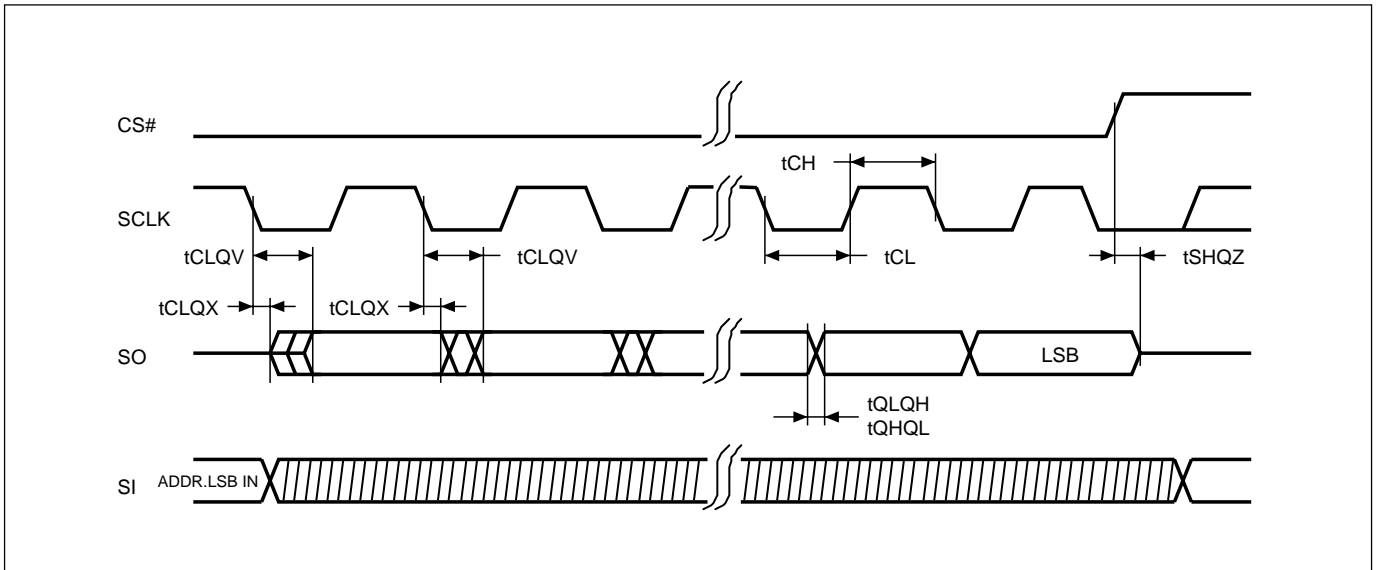 CS#
tCH
SCLK
tCLQV
tCLQV
tCL
tSHQZ
tCLQX
tCLQX
SO
LSB
tQLQH
tQHQL
SI
ADDR.LSB IN